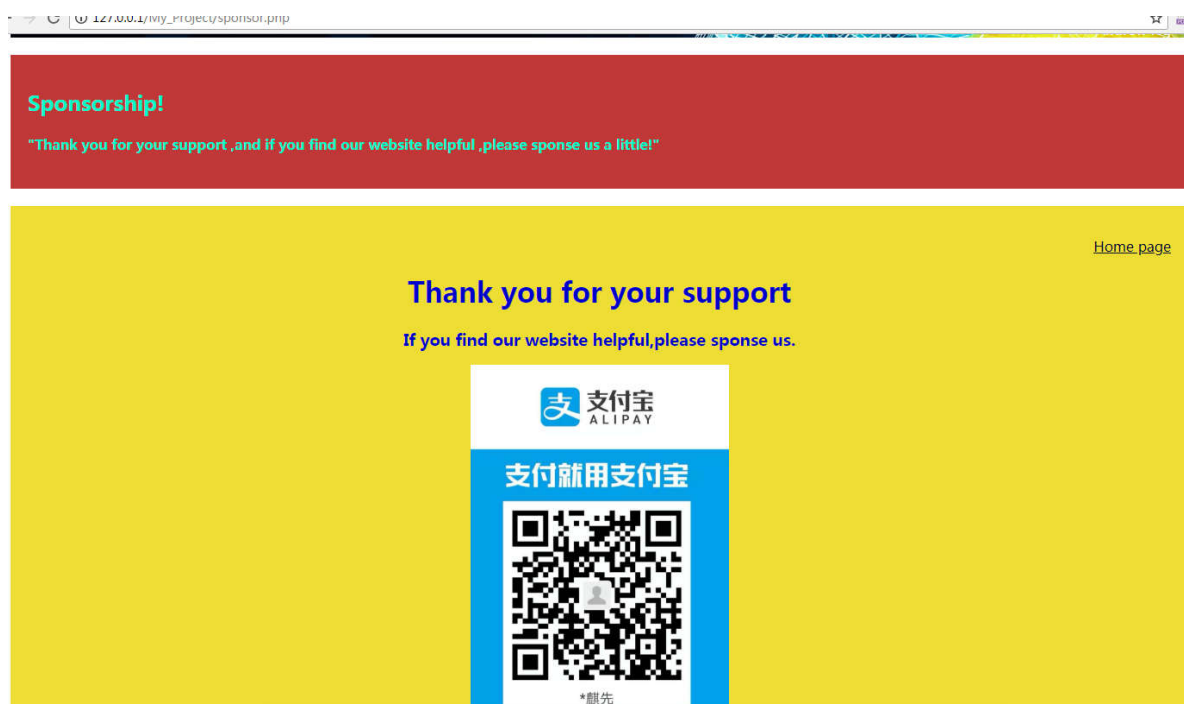 127.0.0.1/My_Project/sponsor.php
Sponsorship!
"Thank you for your support ,and if you find our website helpful ,please sponse us a little!"
Home page
Thank you for your support
If you find our website helpful,please sponse us.
支 支付宝
ALIPAY
支付就用支付宝
*麒先